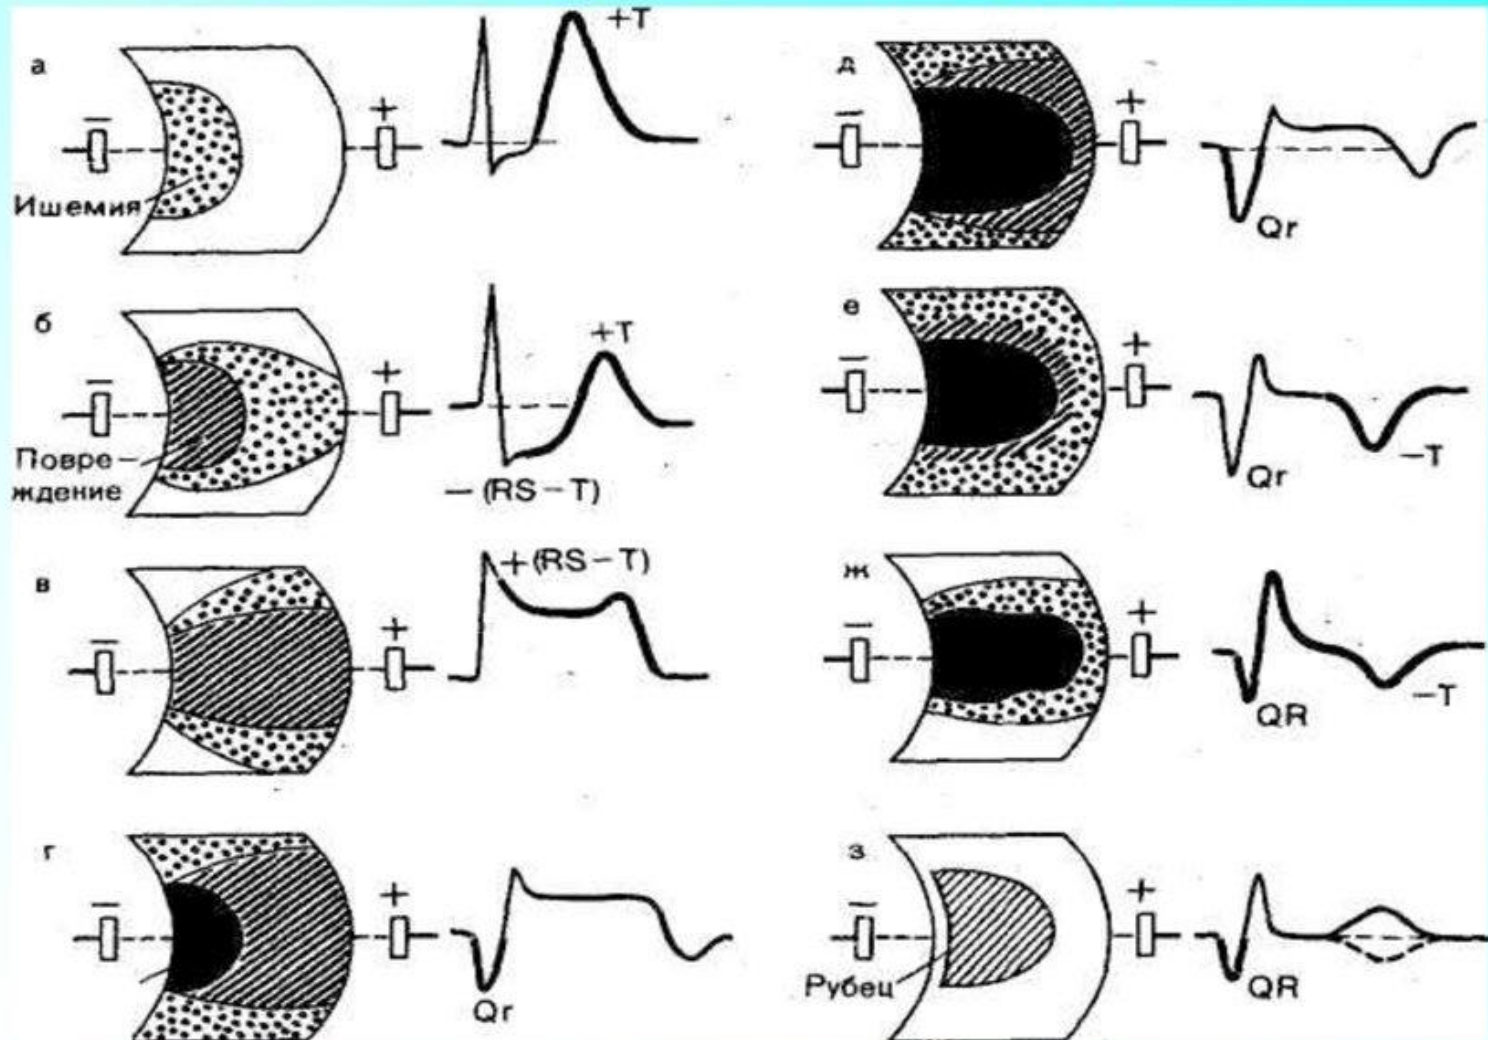 а
+T
−
+
Ишемия
б
+T
−
+
Повре−
ждение
− (RS−T)
в
+(RS−T)
−
+
г
−
+
Qr
д
−
+
Qr
е
−
+
Qr
−T
ж
−
+
QR
−T
з
−
+
Рубец
QR